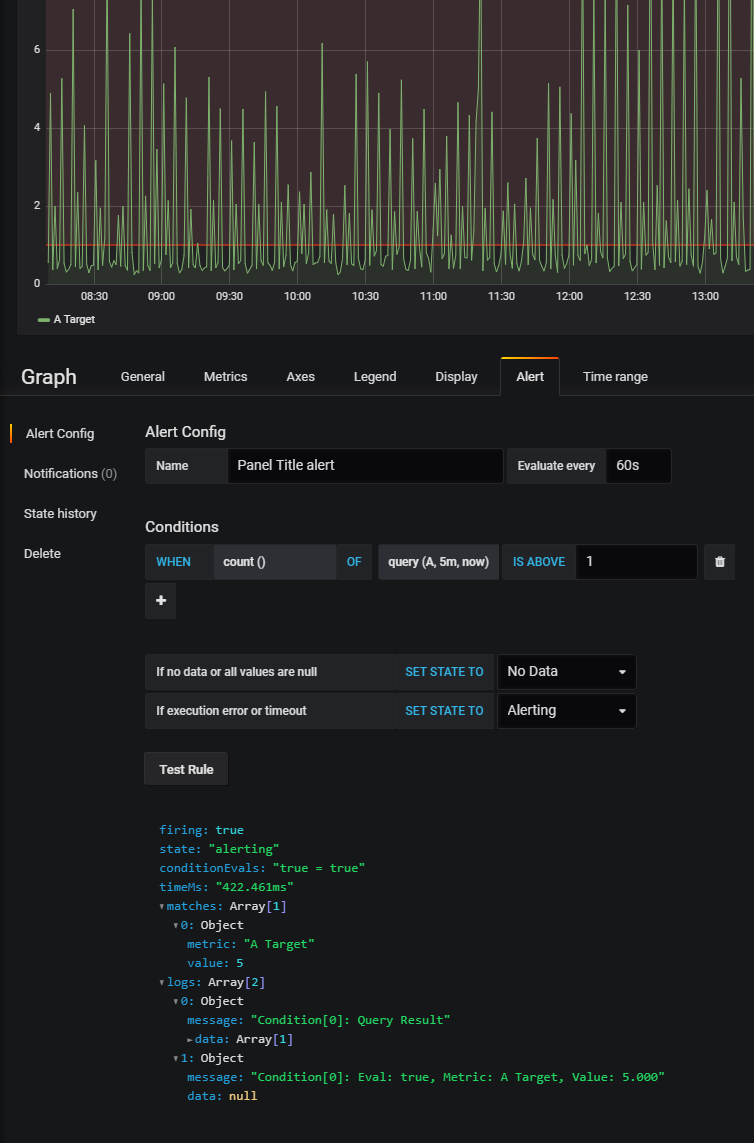 6
4
2
0
08:30 09:00 09:30 10:00 10:30 11:00 11:30 12:00 12:30 13:00
A Target
Graph General Metrics Axes Legend Display Alert Time range
Alert Config
Notifications (0)
State history
Delete
Alert Config
Name Panel Title alert Evaluate every 60s
Conditions
WHEN count () OF query (A, 5m, now) IS ABOVE 1
If no data or all values are null SET STATE TO No Data
If execution error or timeout SET STATE TO Alerting
Test Rule
firing: true
state: "alerting"
conditionEvals: "true = true"
timeMs: "422.461ms"
matches: Array[1]
0: Object
metric: "A Target"
value: 5
logs: Array[2]
0: Object
message: "Condition[0]: Query Result"
data: Array[1]
1: Object
message: "Condition[0]: Eval: true, Metric: A Target, Value: 5.000"
data: null